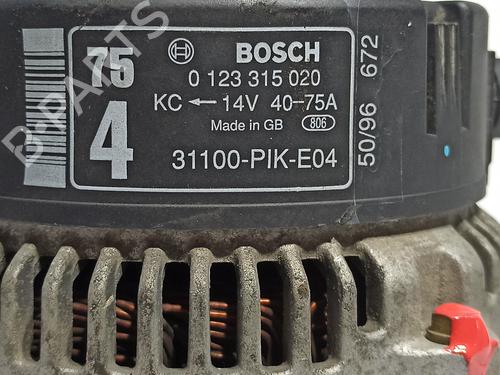 75
4
BOSCH
0 123 315 020
KC ← 14V 40-75A
Made in GB 806
31100-PIK-E04
50/96 672
B-PARTS